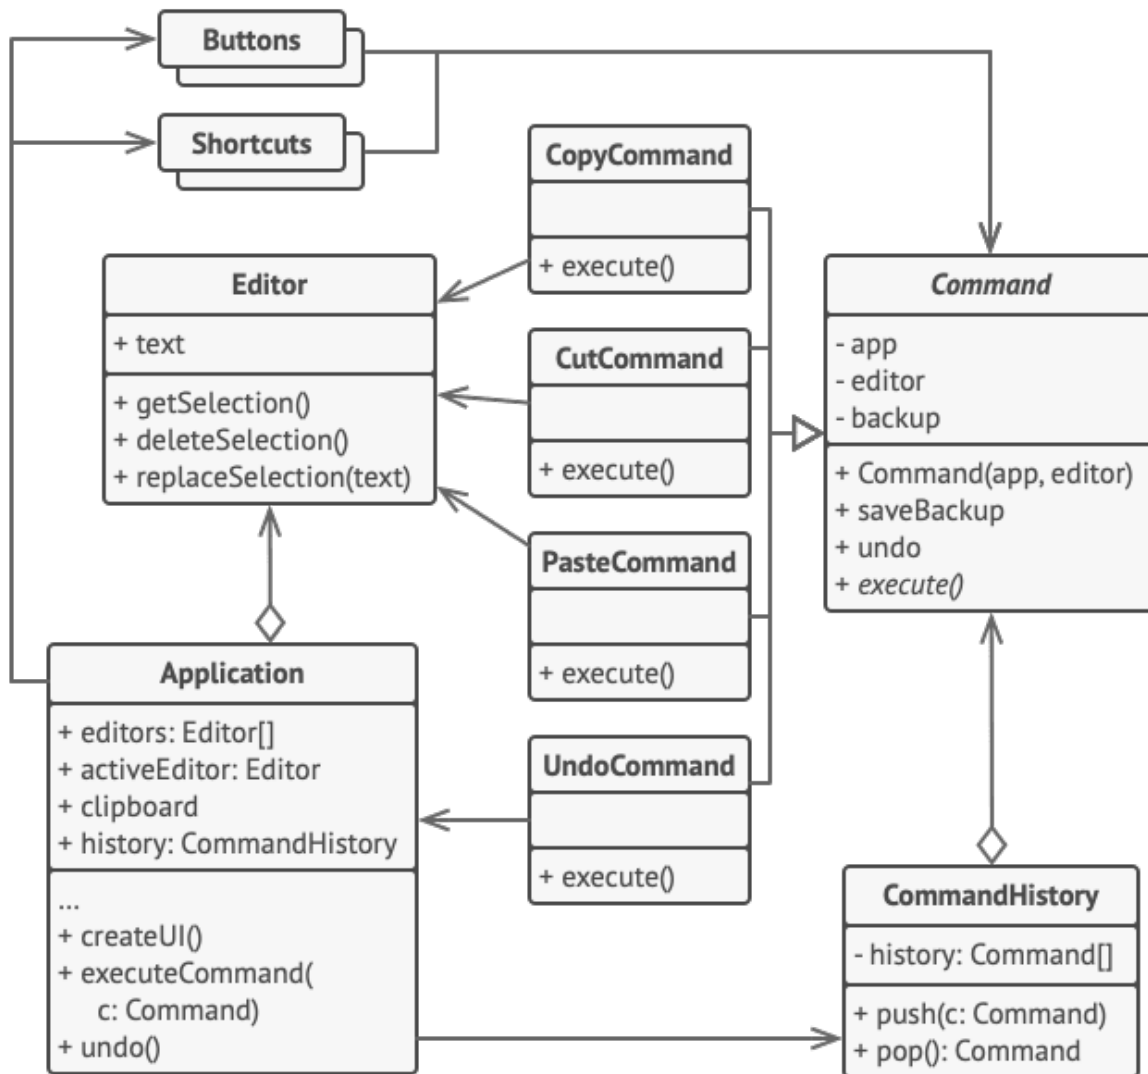 Buttons
Shortcuts
CopyCommand
+ execute()
Editor
+ text
+ getSelection()
+ deleteSelection()
+ replaceSelection(text)
CutCommand
+ execute()
Command
- app
- editor
- backup
+ Command(app, editor)
+ saveBackup
+ undo
+ execute()
PasteCommand
+ execute()
Application
+ editors: Editor[]
+ activeEditor: Editor
+ clipboard
+ history: CommandHistory
...
+ createUI()
+ executeCommand(
c: Command)
+ undo()
UndoCommand
+ execute()
CommandHistory
- history: Command[]
+ push(c: Command)
+ pop(): Command